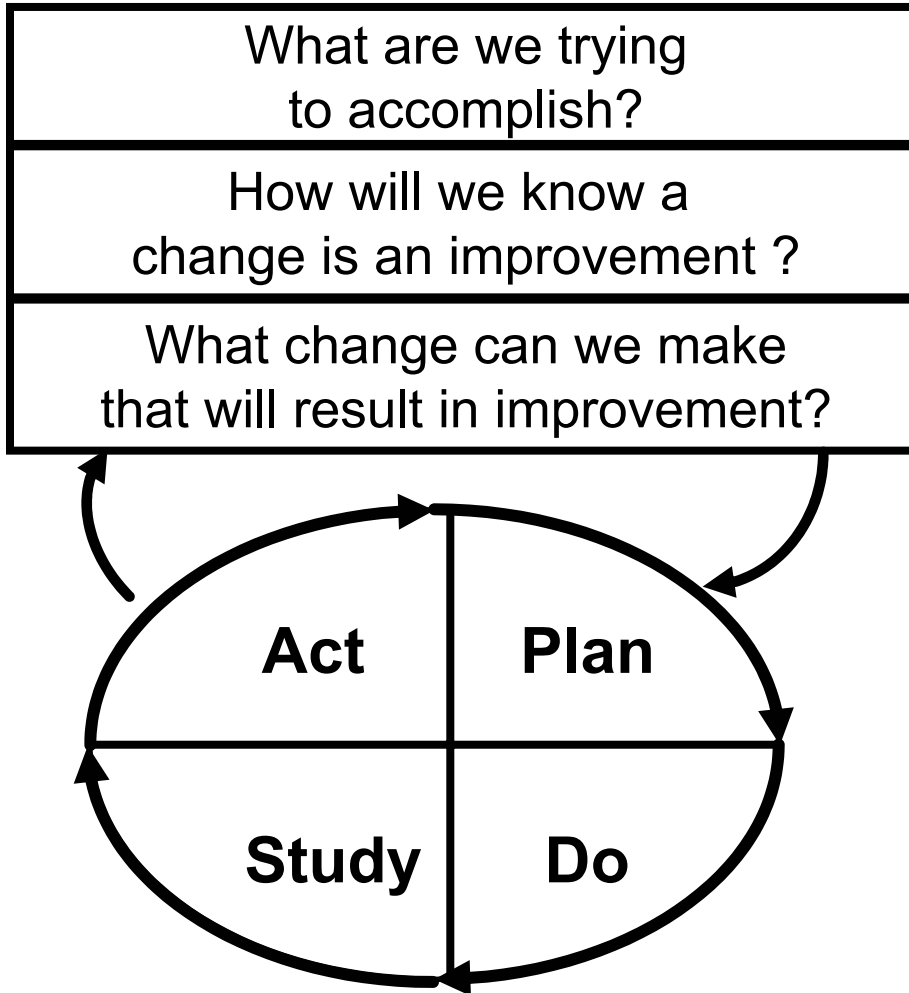 What are we trying
to accomplish?
How will we know a
change is an improvement ?
What change can we make
that will result in improvement?
Act
Plan
Study
Do